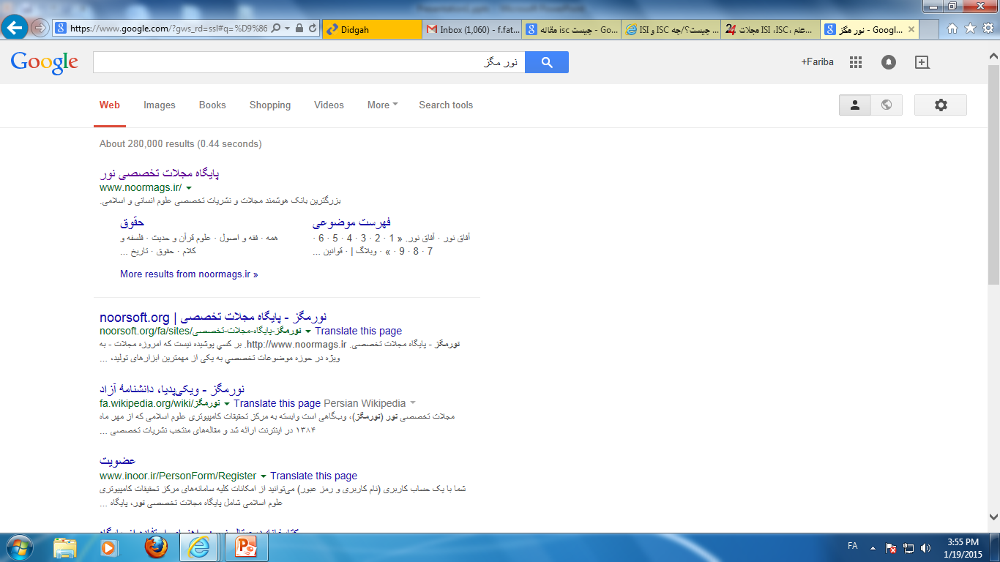 Presentation1.pptx - Microsoft PowerPoint
https://www.google.com/?gws_rd=ssl#q=%D9%86
Didgah
Inbox (1,060) - f.fat...
مقاله isc چیست - Go...
ISI و ISC چیست؟/چه ...
مجلات ISI ،ISC، علم...
نور مگز - Googl...
Google
نور مگز
+Fariba
Web Images Books Shopping Videos More Search tools
About 280,000 results (0.44 seconds)
پایگاه مجلات تخصصی نور
www.noormags.ir/
بزرگترین بانک هوشمند مجلات و نشریات تخصصی علوم انسانی و اسلامی.
حقوق
همه · فقه و اصول · علوم قرآن و حدیث · فلسفه و
کلام · حقوق · تاریخ ...
فهرست موضوعی
آفاق نور · آفاق نور. « 1 · 2 · 3 · 4 · 5 · 6 ·
7 · 8 · 9 · » · وبلاگ | · قوانین ...
More results from noormags.ir »
نورمگز - پایگاه مجلات تخصصی | noorsoft.org
noorsoft.org/fa/sites/نورمگز-پایگاه-مجلات-تخصصی Translate this page
نورمگز - پایگاه مجلات تخصصی. http://www.noormags.ir. بر كسي پوشیده نیست که امروزه مجلات - به
ویژه در حوزه موضوعات تخصصي به یکی از مهمترین ابزارهای تولید، ...
نورمگز - ویکی‌پدیا، دانشنامهٔ آزاد
fa.wikipedia.org/wiki/نورمگز Translate this page Persian Wikipedia
مجلات تخصصی نور (نورمگز)، وب‌گاهی است وابسته به مرکز تحقیقات کامپیوتری علوم اسلامی که از مهر ماه
۱۳۸۴ در اینترنت ارائه شد و مقاله‌های منتخب نشریات تخصصی ...
عضویت
www.inoor.ir/PersonForm/Register Translate this page
شما با یک حساب کاربری (نام کاربری و رمز عبور) می‌توانید از امکانات کلیه سامانه‌های مرکز تحقیقات کامپیوتری
علوم اسلامی شامل پایگاه مجلات تخصصی نور، پایگاه ...
FA
3:55 PM
1/19/2015